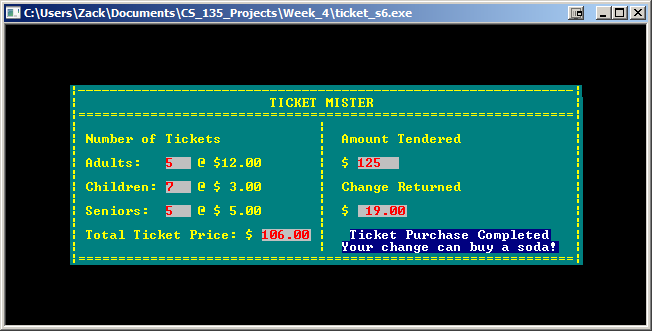 C:\Users\Zack\Documents\CS_135_Projects\Week_4\ticket_s6.exe
TICKET MISTER
Number of Tickets
Adults: 5 @ $12.00
Children: 7 @ $ 3.00
Seniors: 5 @ $ 5.00
Total Ticket Price: $ 106.00
Amount Tendered
$ 125
Change Returned
$ 19.00
Ticket Purchase Completed
Your change can buy a soda!